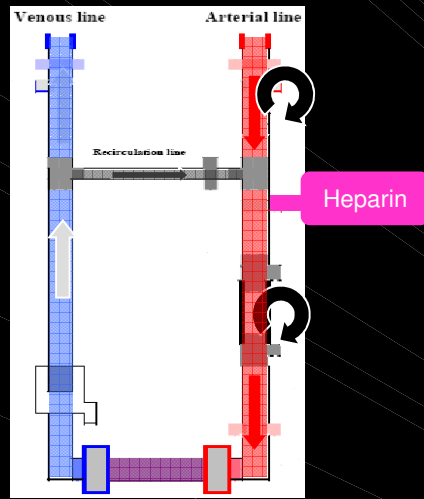 Venous line
Arterial line
Recirculation line
Heparin